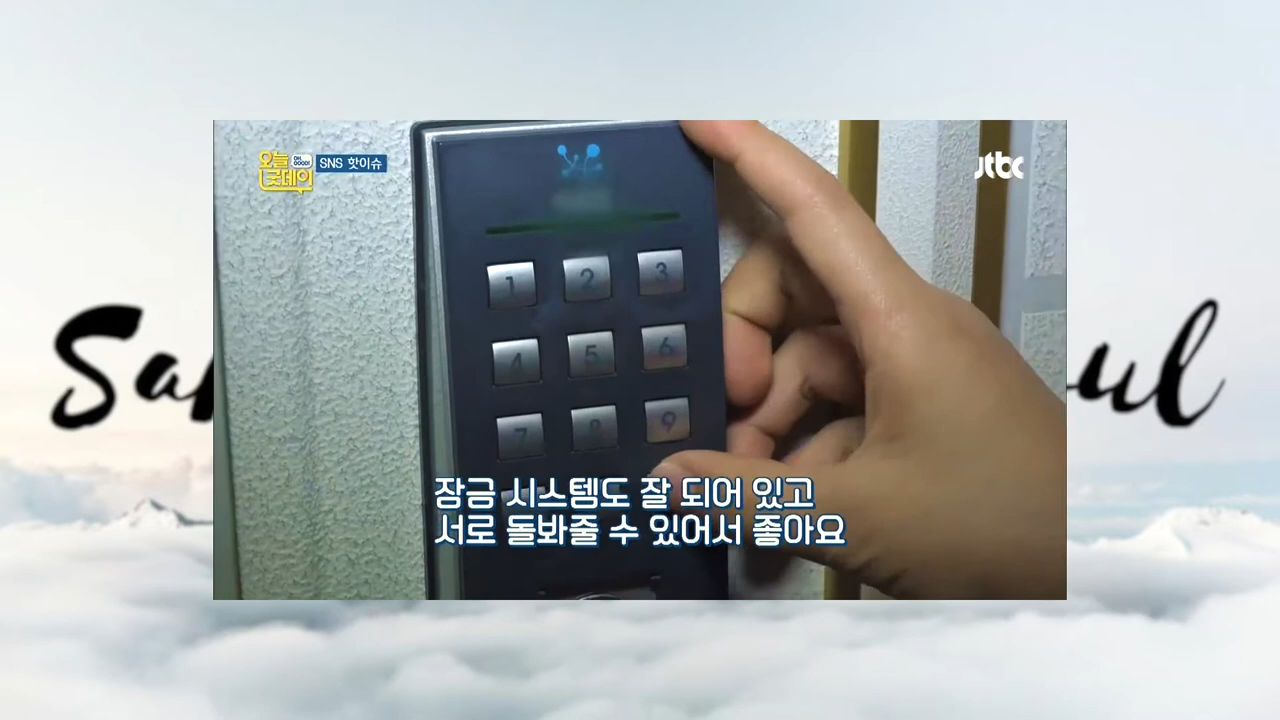 오늘
OH, GOOD!
굿데이
SNS 핫이슈
jtbc
1 2 3
4 5 6
7 8 9
잠금 시스템도 잘 되어 있고
서로 돌봐줄 수 있어서 좋아요